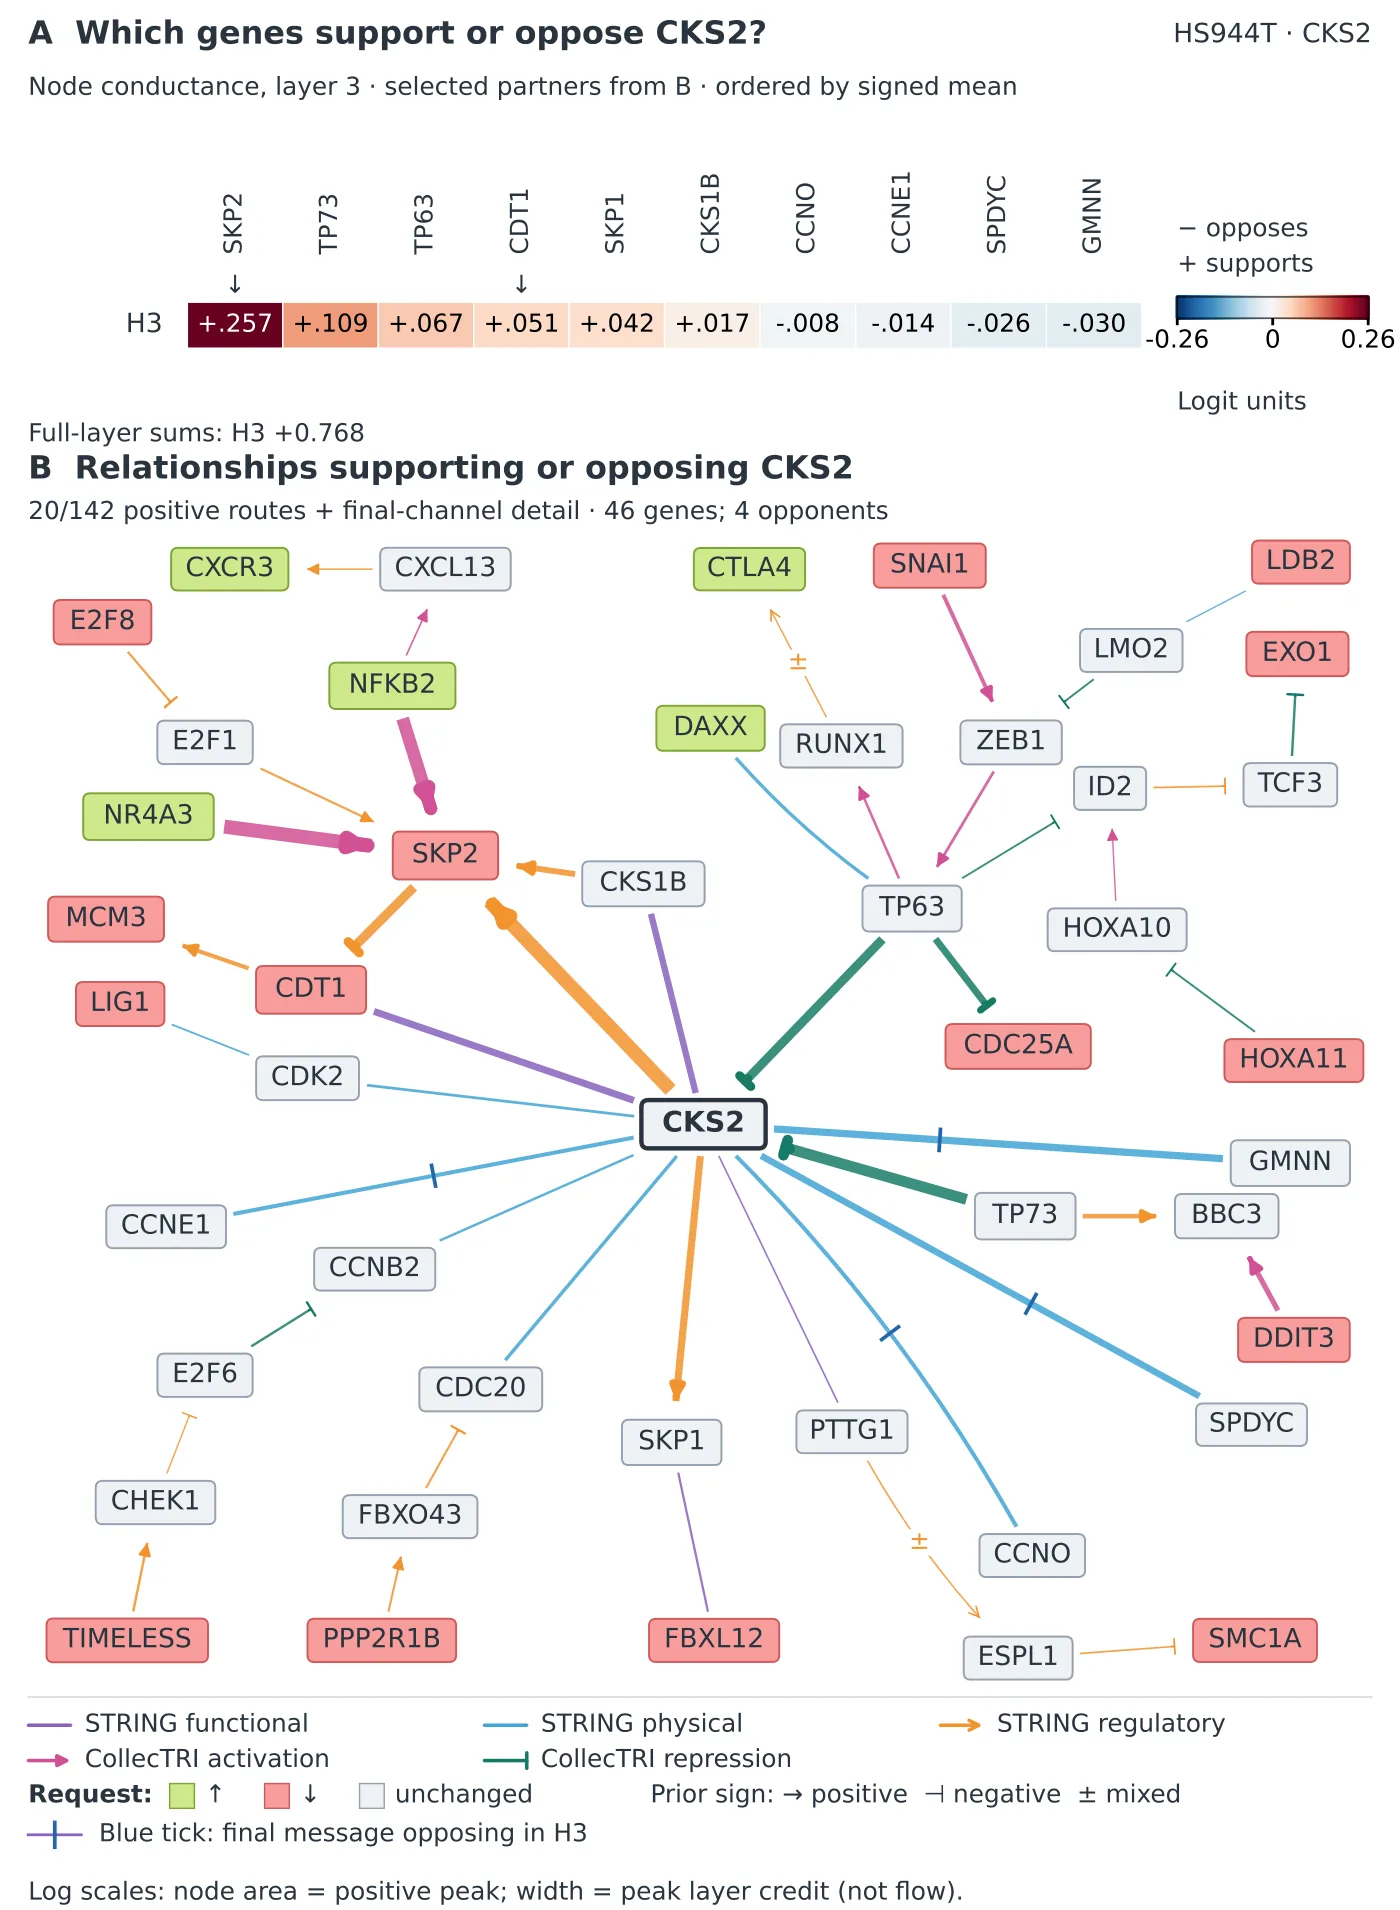 A Which genes support or oppose CKS2?
HS944T · CKS2
Node conductance, layer 3 · selected partners from B · ordered by signed mean
SKP2 TP73 TP63 CDT1 SKP1 CKS1B CCNO CCNE1 SPDYC GMNN
↓ ↓
H3 +.257 +.109 +.067 +.051 +.042 +.017 -.008 -.014 -.026 -.030
− opposes
+ supports
-0.26 0 0.26
Logit units
Full-layer sums: H3 +0.768
B Relationships supporting or opposing CKS2
20/142 positive routes + final-channel detail · 46 genes; 4 opponents
CXCR3 CXCL13 CTLA4 SNAI1 LDB2
E2F8 LMO2 EXO1
NFKB2
±
E2F1 DAXX RUNX1 ZEB1
NR4A3 ID2 TCF3
SKP2 CKS1B
MCM3 TP63 HOXA10
LIG1 CDT1 CDC25A HOXA11
CDK2
CKS2
GMNN
CCNE1 TP73 BBC3
CCNB2
DDIT3
E2F6 CDC20
SKP1 PTTG1 SPDYC
CHEK1 FBXO43
±
CCNO
TIMELESS PPP2R1B FBXL12 ESPL1 SMC1A
STRING functional STRING physical STRING regulatory
CollecTRI activation CollecTRI repression
Request: ↑ ↓ unchanged Prior sign: → positive ⊣ negative ± mixed
Blue tick: final message opposing in H3
Log scales: node area = positive peak; width = peak layer credit (not flow).